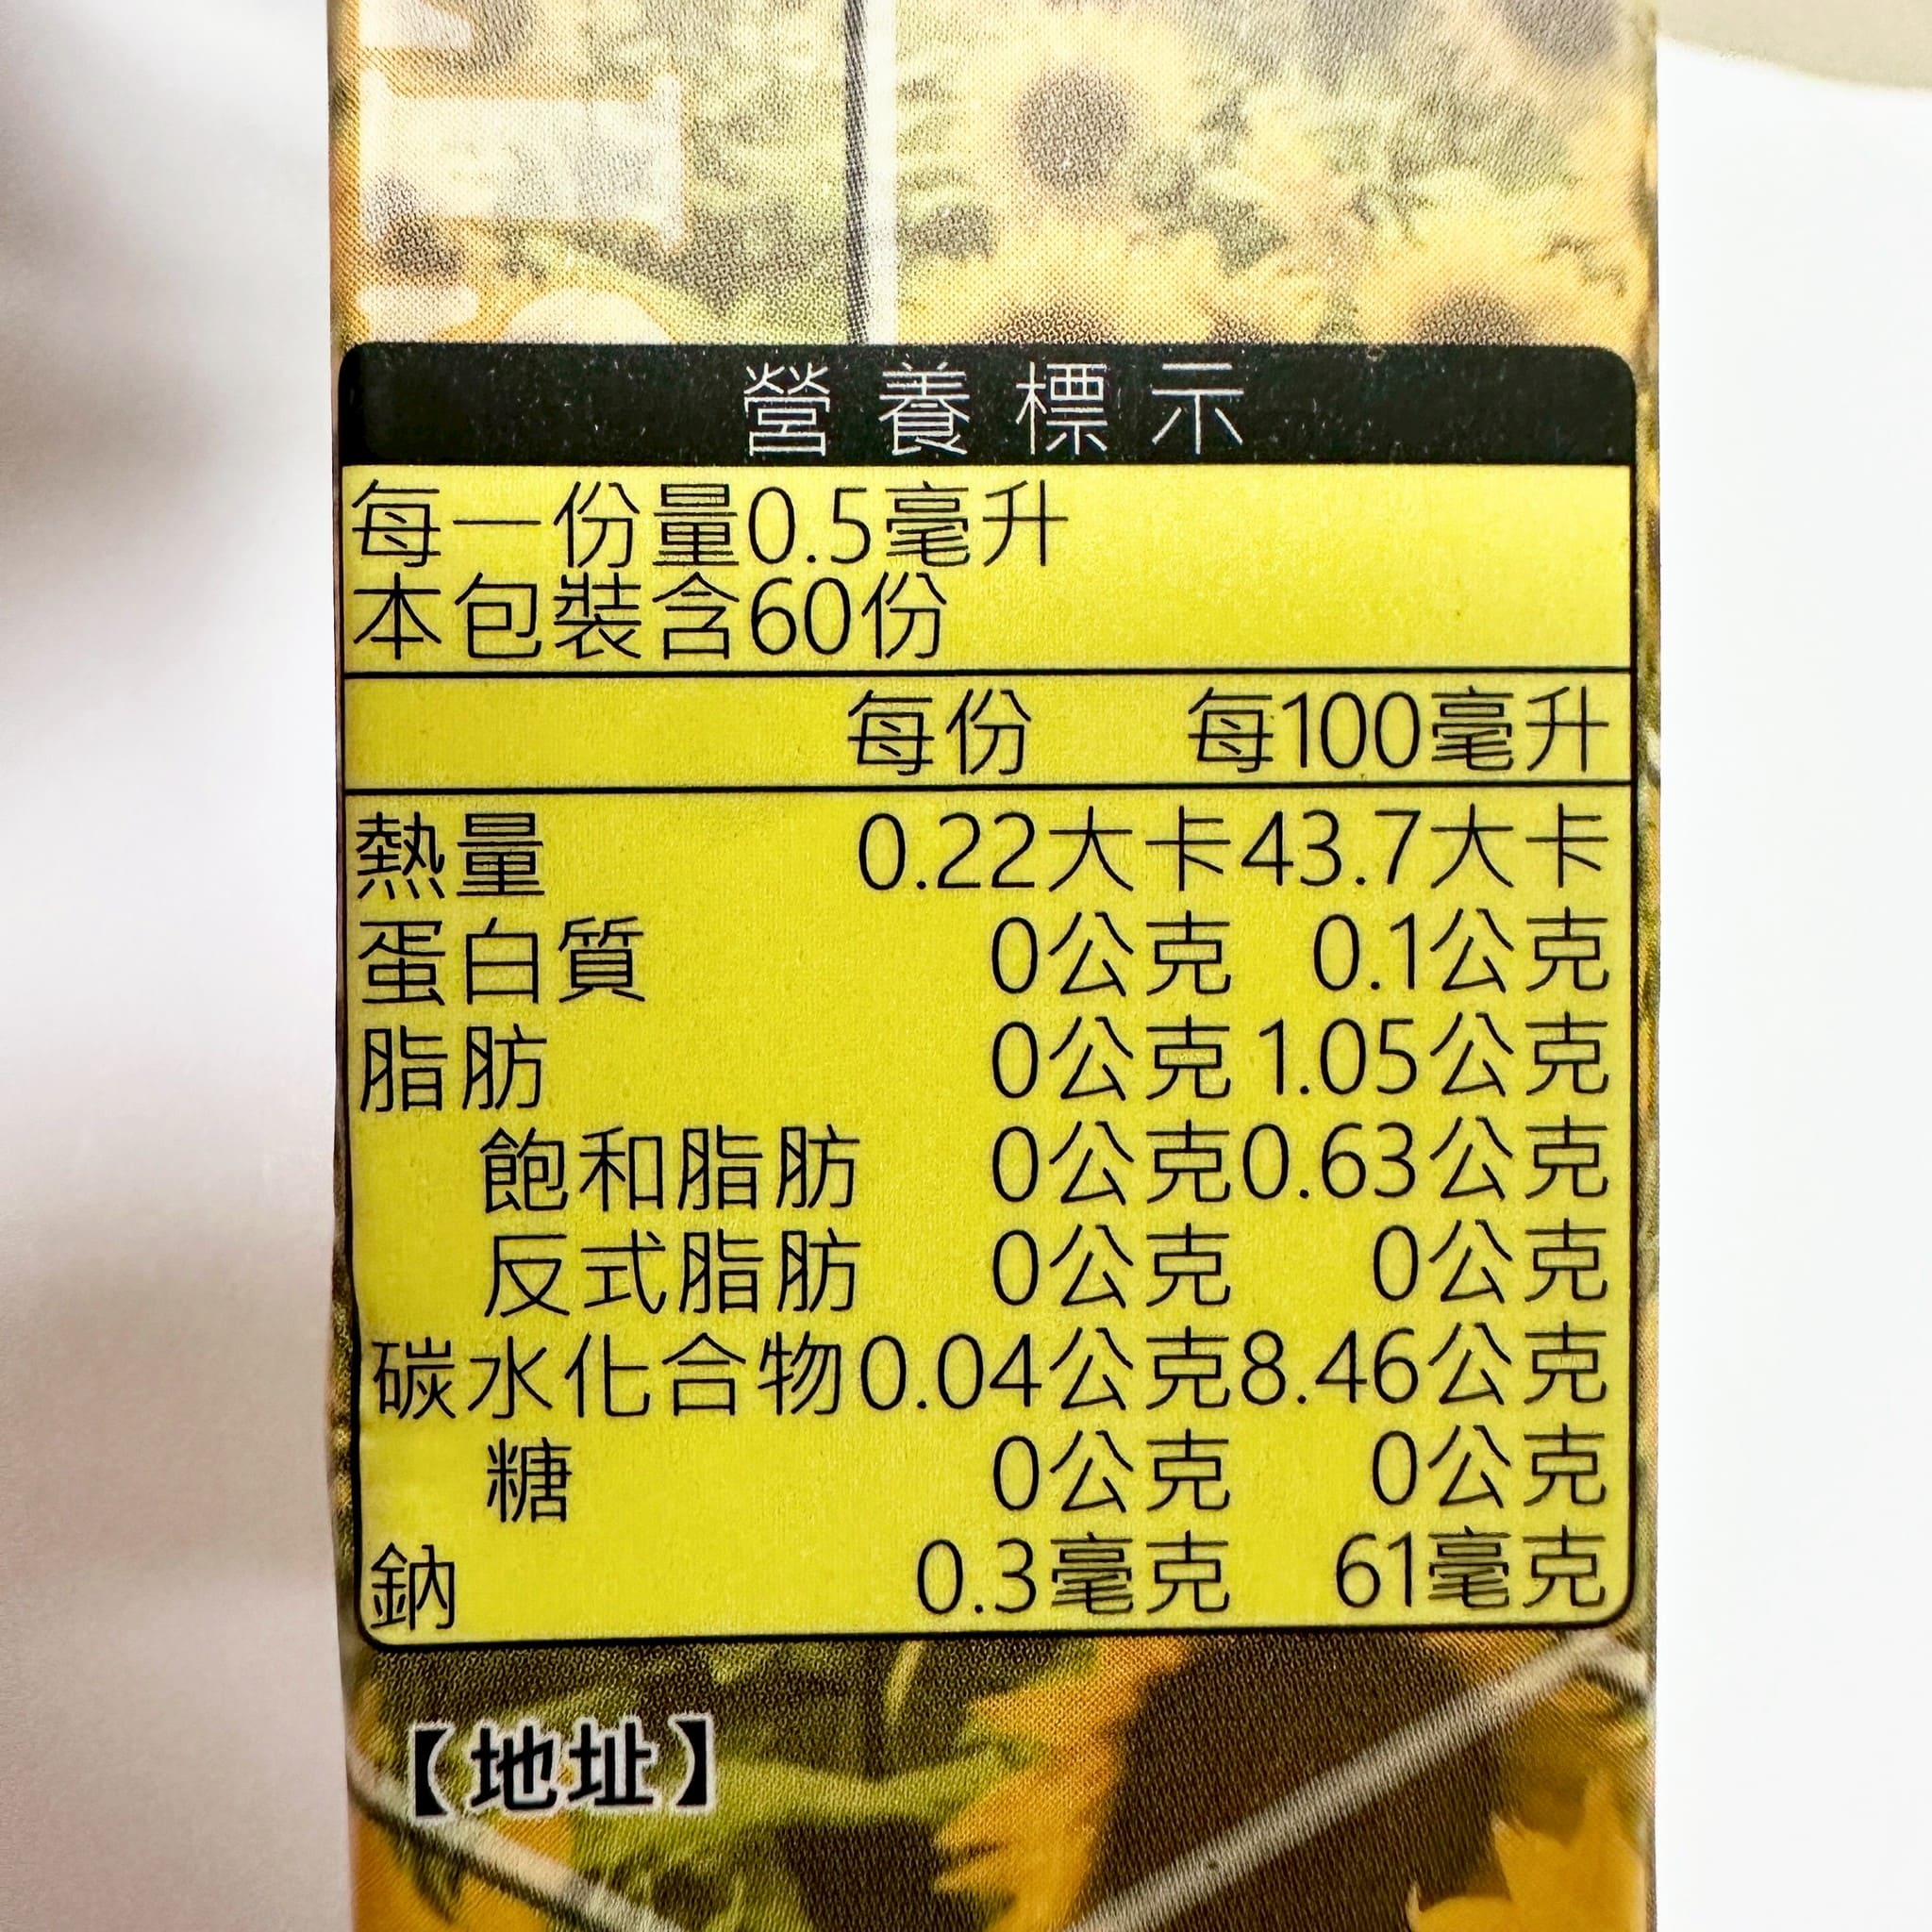 營養標示
每一份量0.5毫升
本包裝含60份
每份 每100毫升
熱量 0.22大卡 43.7大卡
蛋白質 0公克 0.1公克
脂肪 0公克 1.05公克
飽和脂肪 0公克 0.63公克
反式脂肪 0公克 0公克
碳水化合物 0.04公克 8.46公克
糖 0公克 0公克
鈉 0.3毫克 61毫克
【地址】